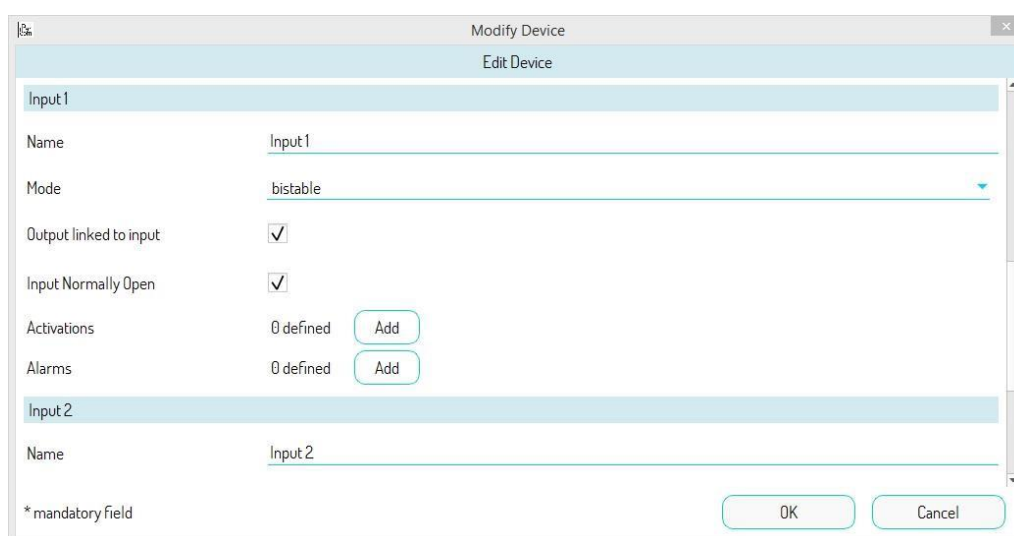 Modify Device
Edit Device
Input 1
Name Input 1
Mode bistable
Output linked to input
Input Normally Open
Activations 0 defined Add
Alarms 0 defined Add
Input 2
Name Input 2
* mandatory field OK Cancel